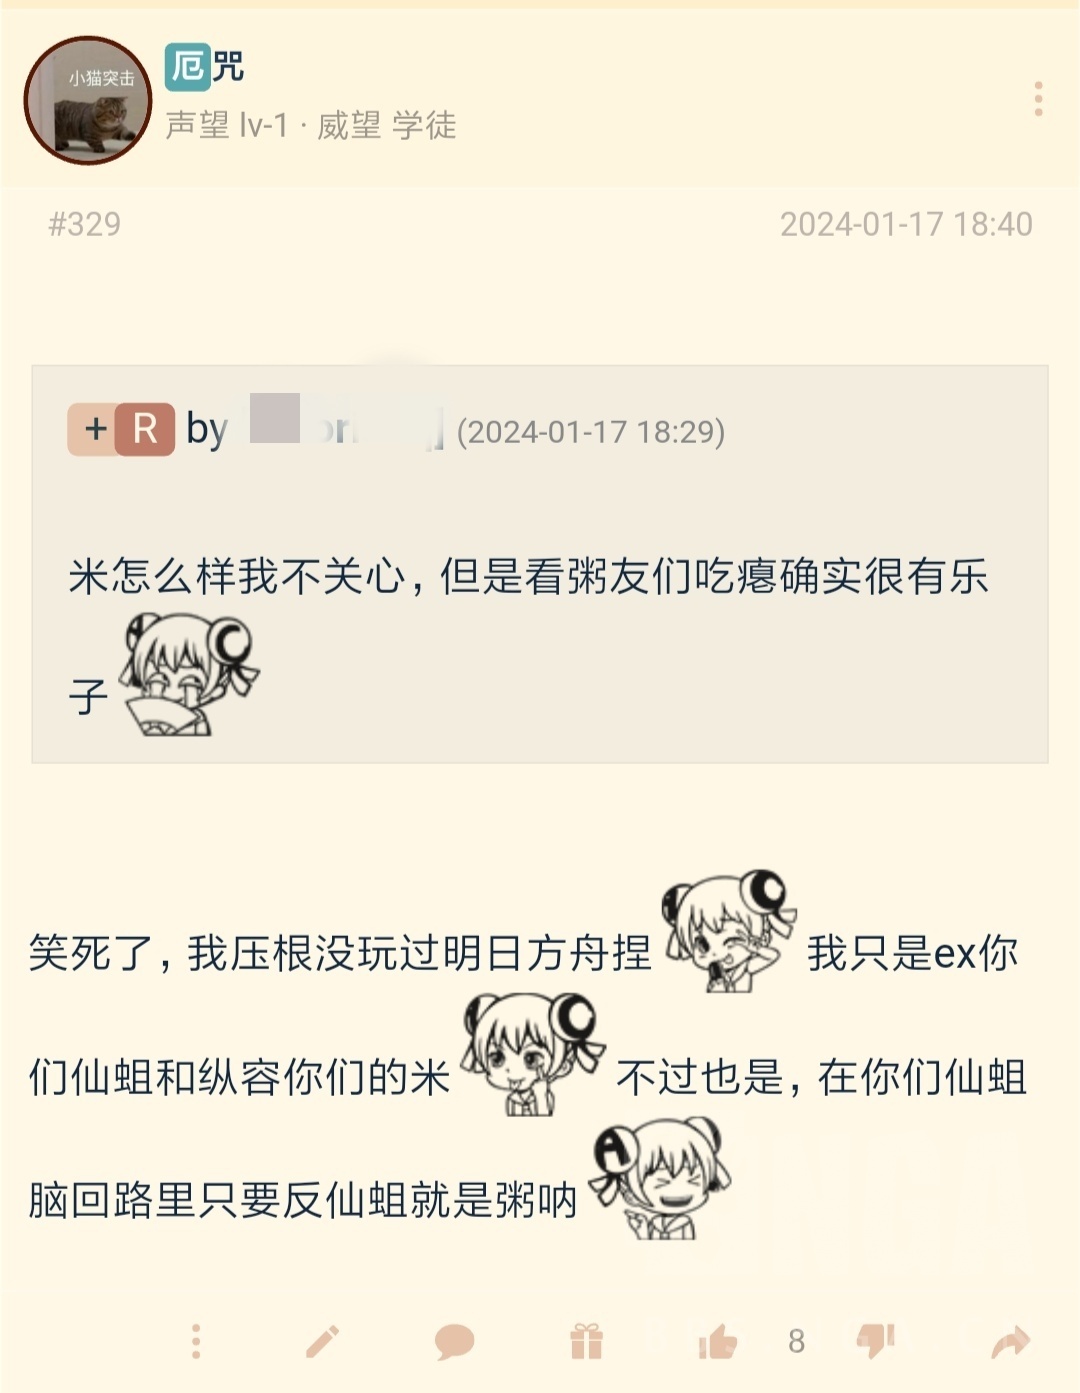 小猫突击
厄咒
声望 lv-1 · 威望 学徒
#329
2024-01-17 18:40
+ R by (2024-01-17 18:29)
米怎么样我不关心，但是看粥友们吃瘪确实很有乐
子
笑死了，我压根没玩过明日方舟捏 我只是ex你
们仙蛆和纵容你们的米 不过也是，在你们仙蛆
脑回路里只要反仙蛆就是粥呐
8